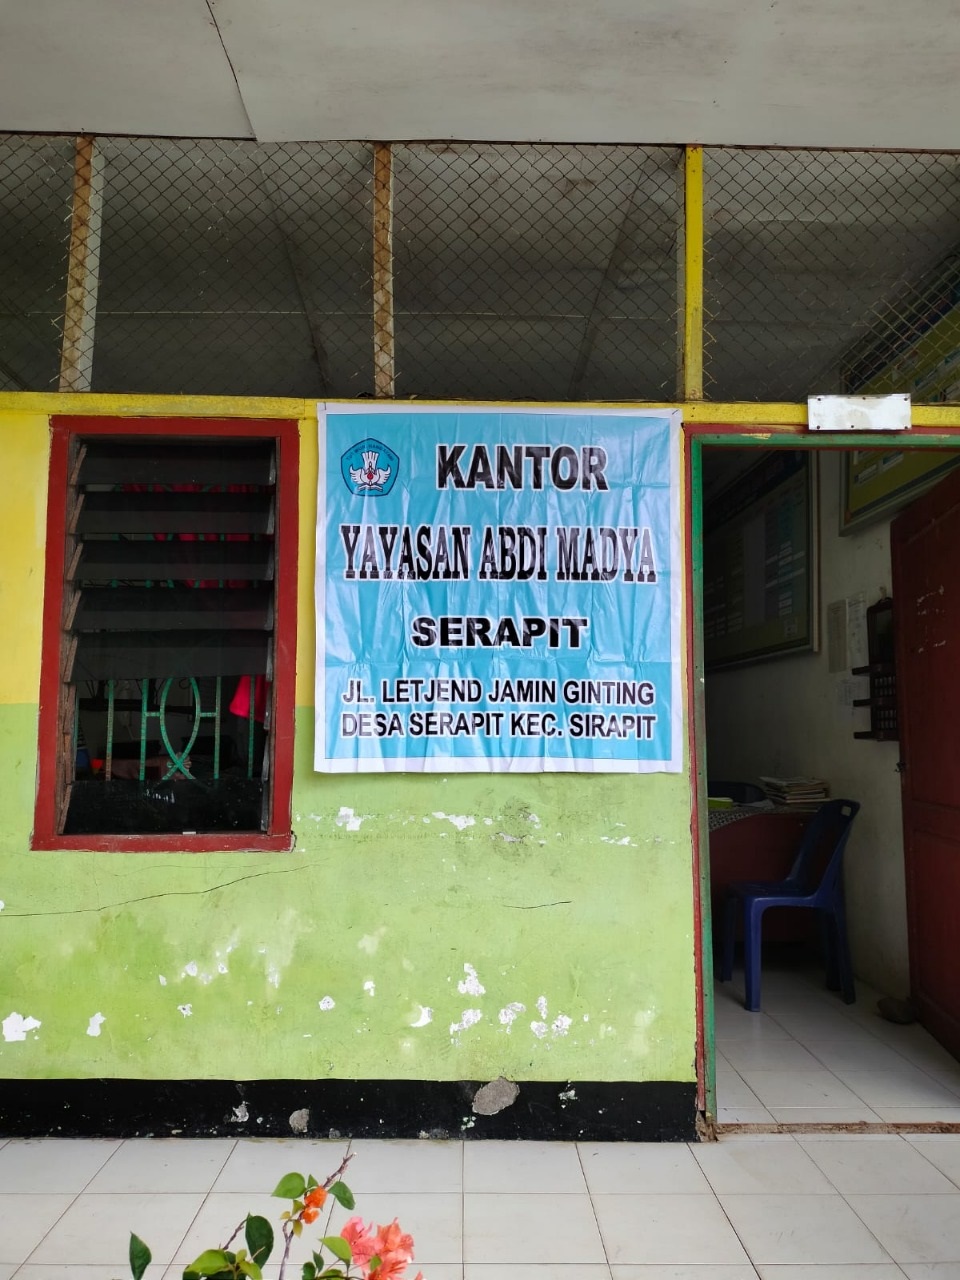 KANTOR
YAYASAN ABDI MADYA
SERAPIT
JL. LETJEND JAMIN GINTING
DESA SERAPIT KEC. SIRAPIT